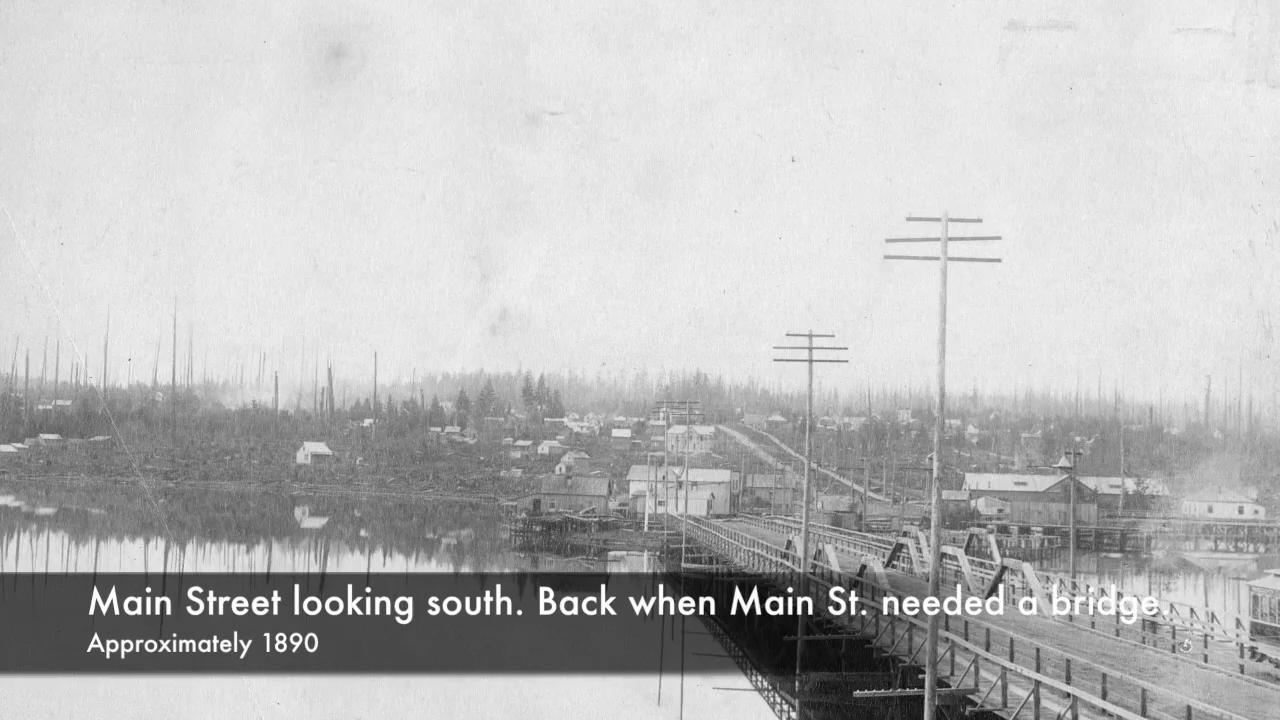 Main Street looking south. Back when Main St. needed a bridge.
Approximately 1890